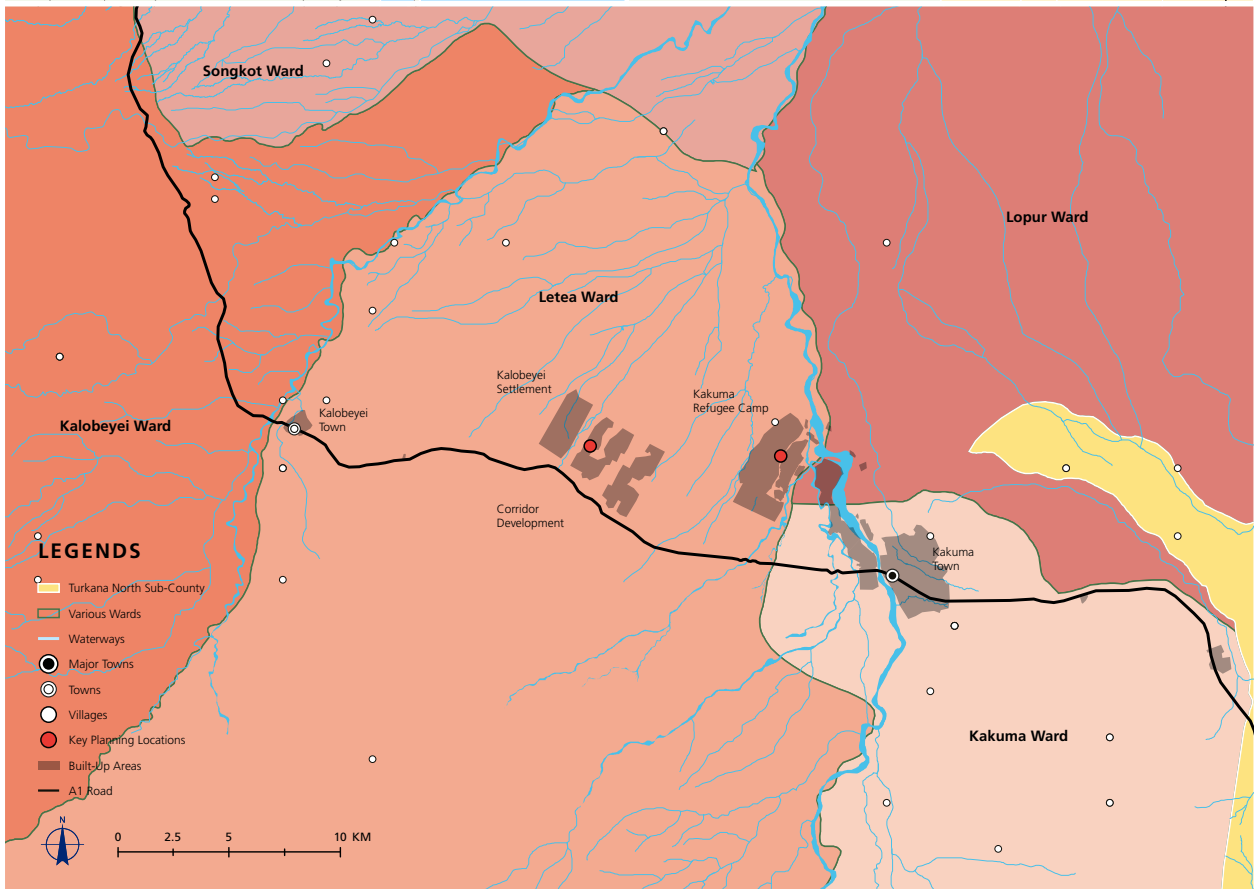 Songkot Ward
Lopur Ward
Letea Ward
Kalobeyei
Settlement
Kakuma
Refugee Camp
Kalobeyei
Town
Kalobeyei Ward
Corridor
Development
Kakuma
Town
LEGENDS
Turkana North Sub-County
Various Wards
Waterways
Major Towns
Towns
Villages
Key Planning Locations
Built-Up Areas
A1 Road
Kakuma Ward
N
0 2.5 5 10 KM